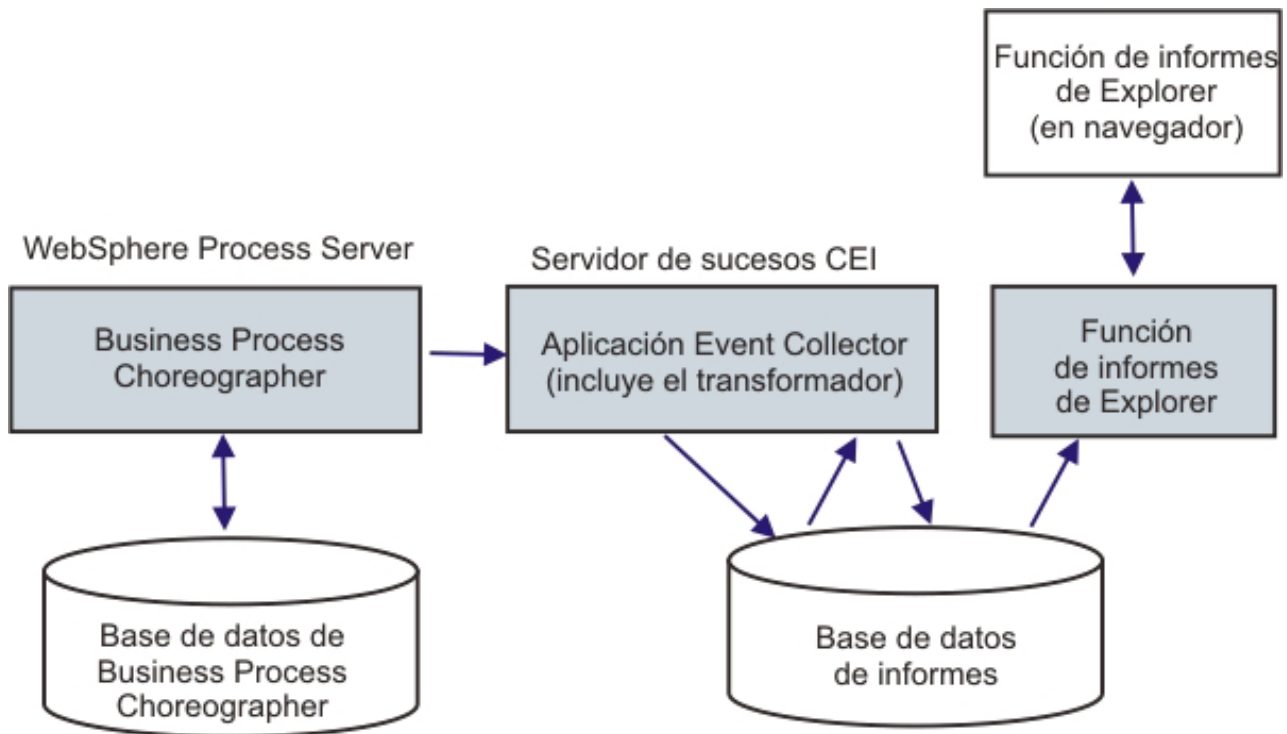 Función de informes
de Explorer
(en navegador)
WebSphere Process Server
Servidor de sucesos CEI
Business Process
Choreographer
Aplicación Event Collector
(incluye el transformador)
Función
de informes
de Explorer
Base de datos de
Business Process
Choreographer
Base de datos
de informes